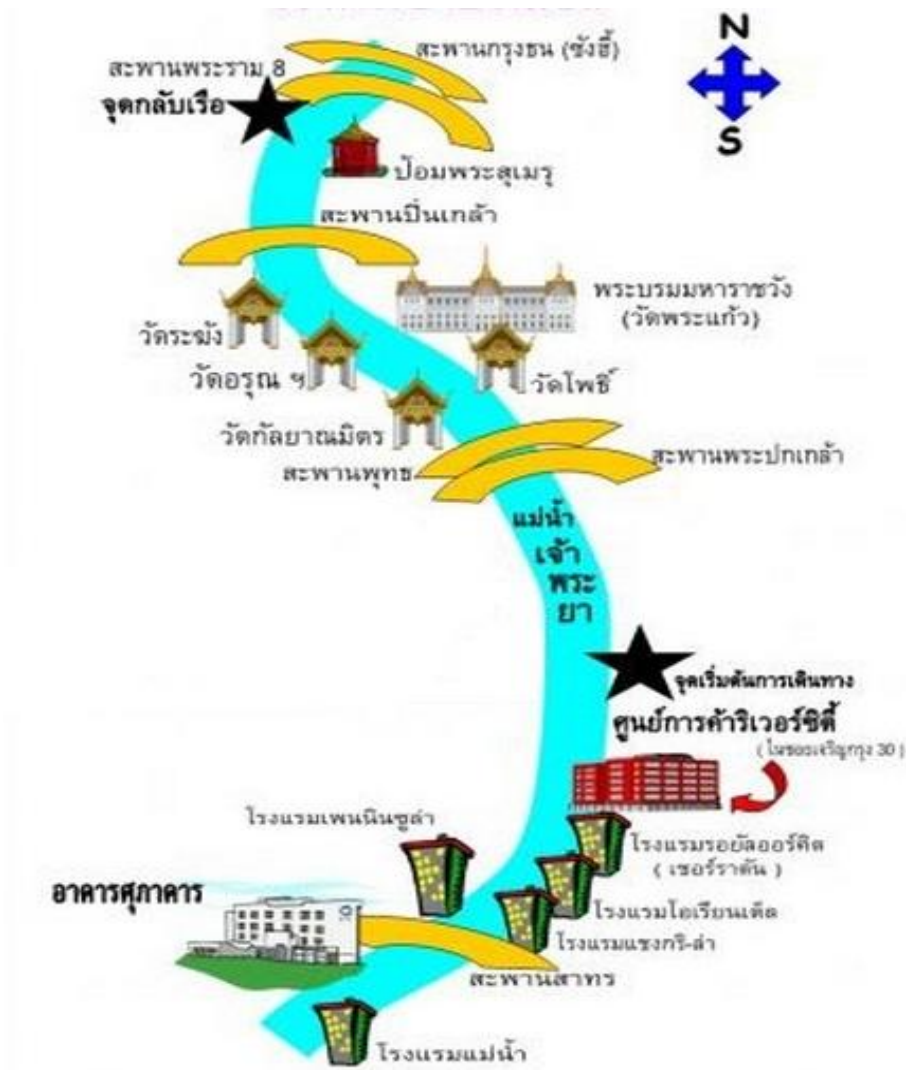 สะพานกรุงธน (ซังฮี้)
N
สะพานพระราม 8
จุดกลับเรือ
S
ป้อมพระสุเมรุ
สะพานปิ่นเกล้า
พระบรมมหาราชวัง
(วัดพระแก้ว)
วัดระฆัง
วัดอรุณ ฯ
วัดโพธิ์
วัดกัลยาณมิตร
สะพานพุทธ
สะพานพระปกเกล้า
แม่น้ำ
เจ้า
พระ
ยา
จุดเริ่มต้นการเดินทาง
ศูนย์การค้าริเวอร์ซิตี้
(ในซอยเจริญกรุง 30)
โรงแรมเพนนินซูล่า
โรงแรมรอยัลออร์คิด
( เชอร์ราตัน )
อาคารศุภาคาร
โรงแรมโอเรียนเต็ล
โรงแรมแชงกรี-ล่า
สะพานสาทร
โรงแรมแม่น้ำ